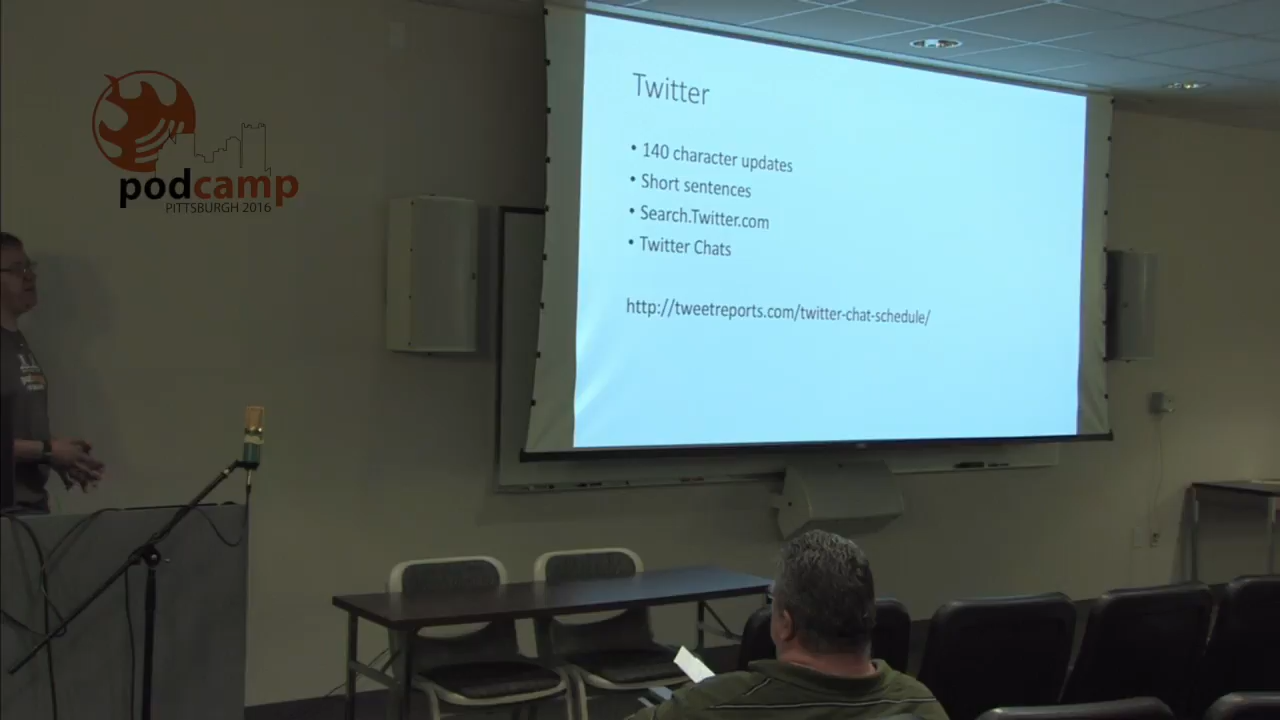 podcamp
PITTSBURGH 2016
Twitter
• 140 character updates
• Short sentences
• Search.Twitter.com
• Twitter Chats
http://tweetreports.com/twitter-chat-schedule/